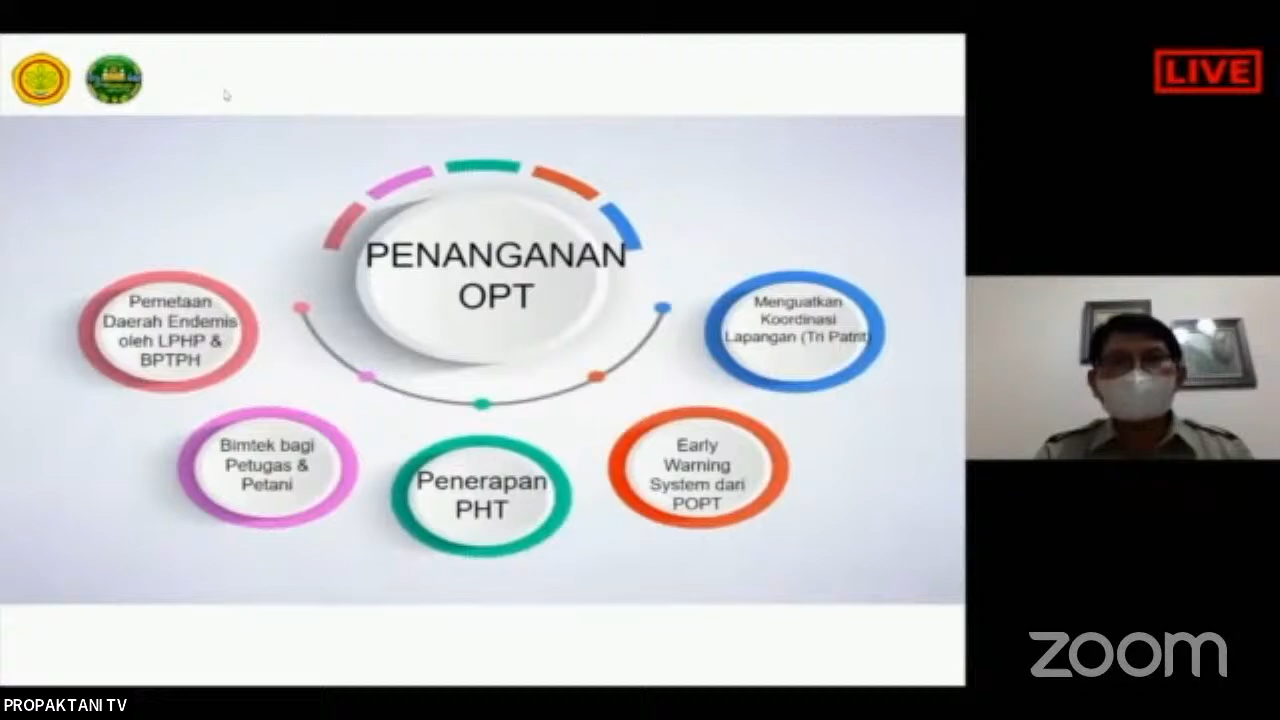 LIVE
PENANGANAN
OPT
Pemetaan
Daerah Endemis
oleh LPHP &
BPTPH
Menguatkan
Koordinasi
Lapangan (Tri Patrit)
Bimtek bagi
Petugas &
Petani
Penerapan
PHT
Early
Warning
System dari
POPT
zoom
PROPAKTANI TV